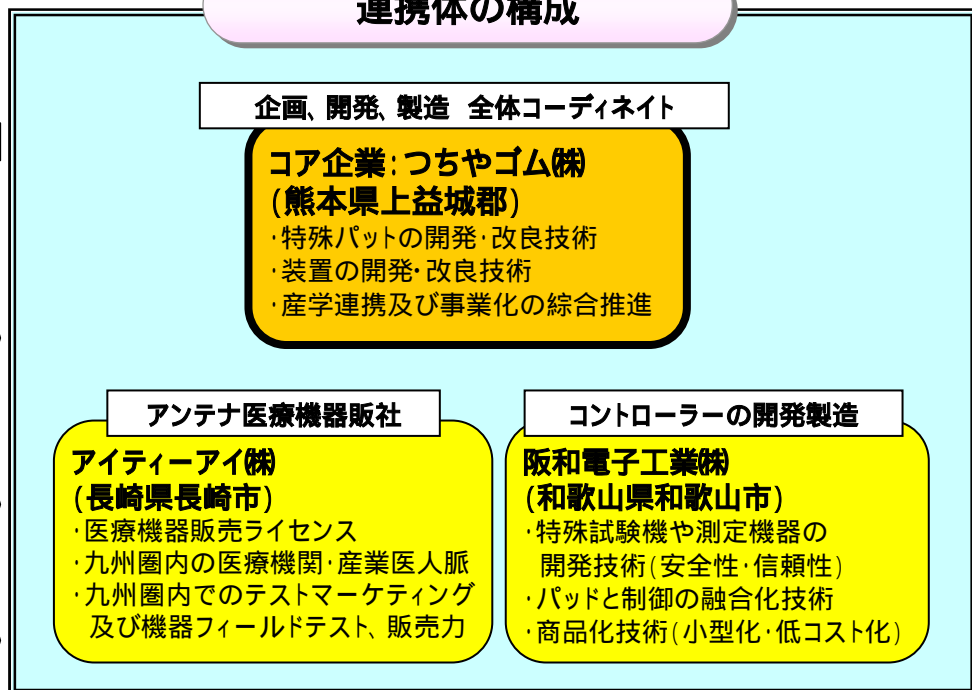 連携体の構成
企画、開発、製造 全体コーディネイト
コア企業:つちやゴム㈱
(熊本県上益城郡)
･特殊パットの開発･改良技術
･装置の開発･改良技術
･産学連携及び事業化の綜合推進
アンテナ医療機器販社
アイティーアイ㈱
(長崎県長崎市)
･医療機器販売ライセンス
･九州圏内の医療機関･産業医人脈
･九州圏内でのテストマーケティング
及び機器フィールドテスト、販売力
コントローラーの開発製造
阪和電子工業㈱
(和歌山県和歌山市)
･特殊試験機や測定機器の
開発技術(安全性･信頼性)
･パッドと制御の融合化技術
･商品化技術(小型化･低コスト化)